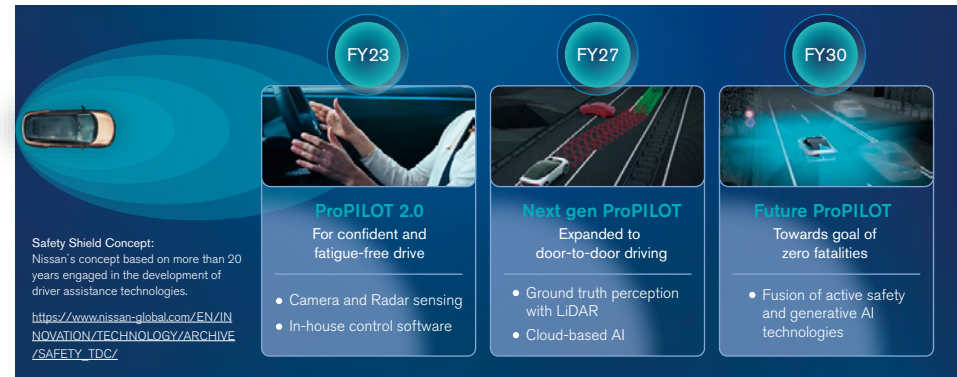 FY23
FY27
FY30
ProPILOT 2.0
For confident and
fatigue-free drive
• Camera and Radar sensing
• In-house control software
Next gen ProPILOT
Expanded to
door-to-door driving
• Ground truth perception
with LiDAR
• Cloud-based AI
Future ProPILOT
Towards goal of
zero fatalities
• Fusion of active safety
and generative AI
technologies
Safety Shield Concept:
Nissan's concept based on more than 20
years engaged in the development of
driver assistance technologies.
https://www.nissan-global.com/EN/IN
NOVATION/TECHNOLOGY/ARCHIVE
/SAFETY_TDC/